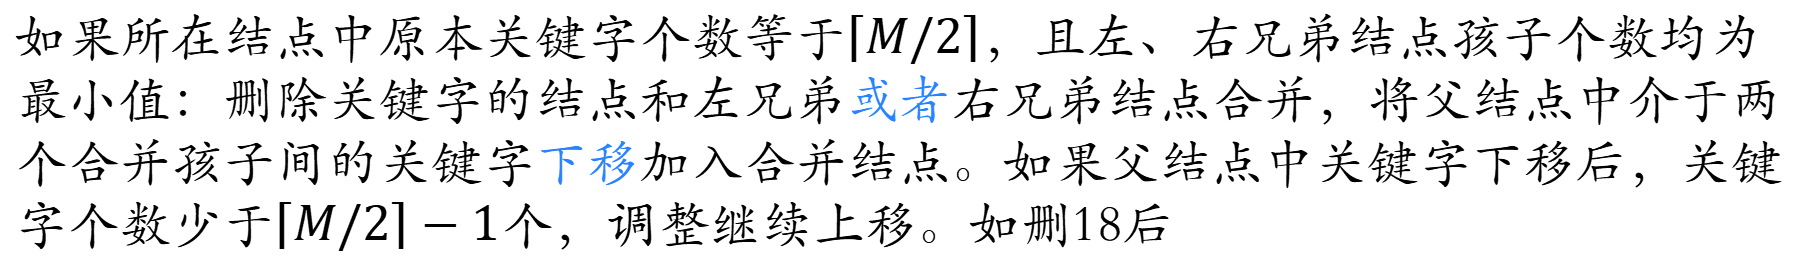 如果所在结点中原本关键字个数等于⌈M/2⌉，且左、右兄弟结点孩子个数均为
最小值：删除关键字的结点和左兄弟或者右兄弟结点合并，将父结点中介于两
个合并孩子间的关键字下移加入合并结点。如果父结点中关键字下移后，关键
字个数少于⌈M/2⌉ − 1个，调整继续上移。如删18后